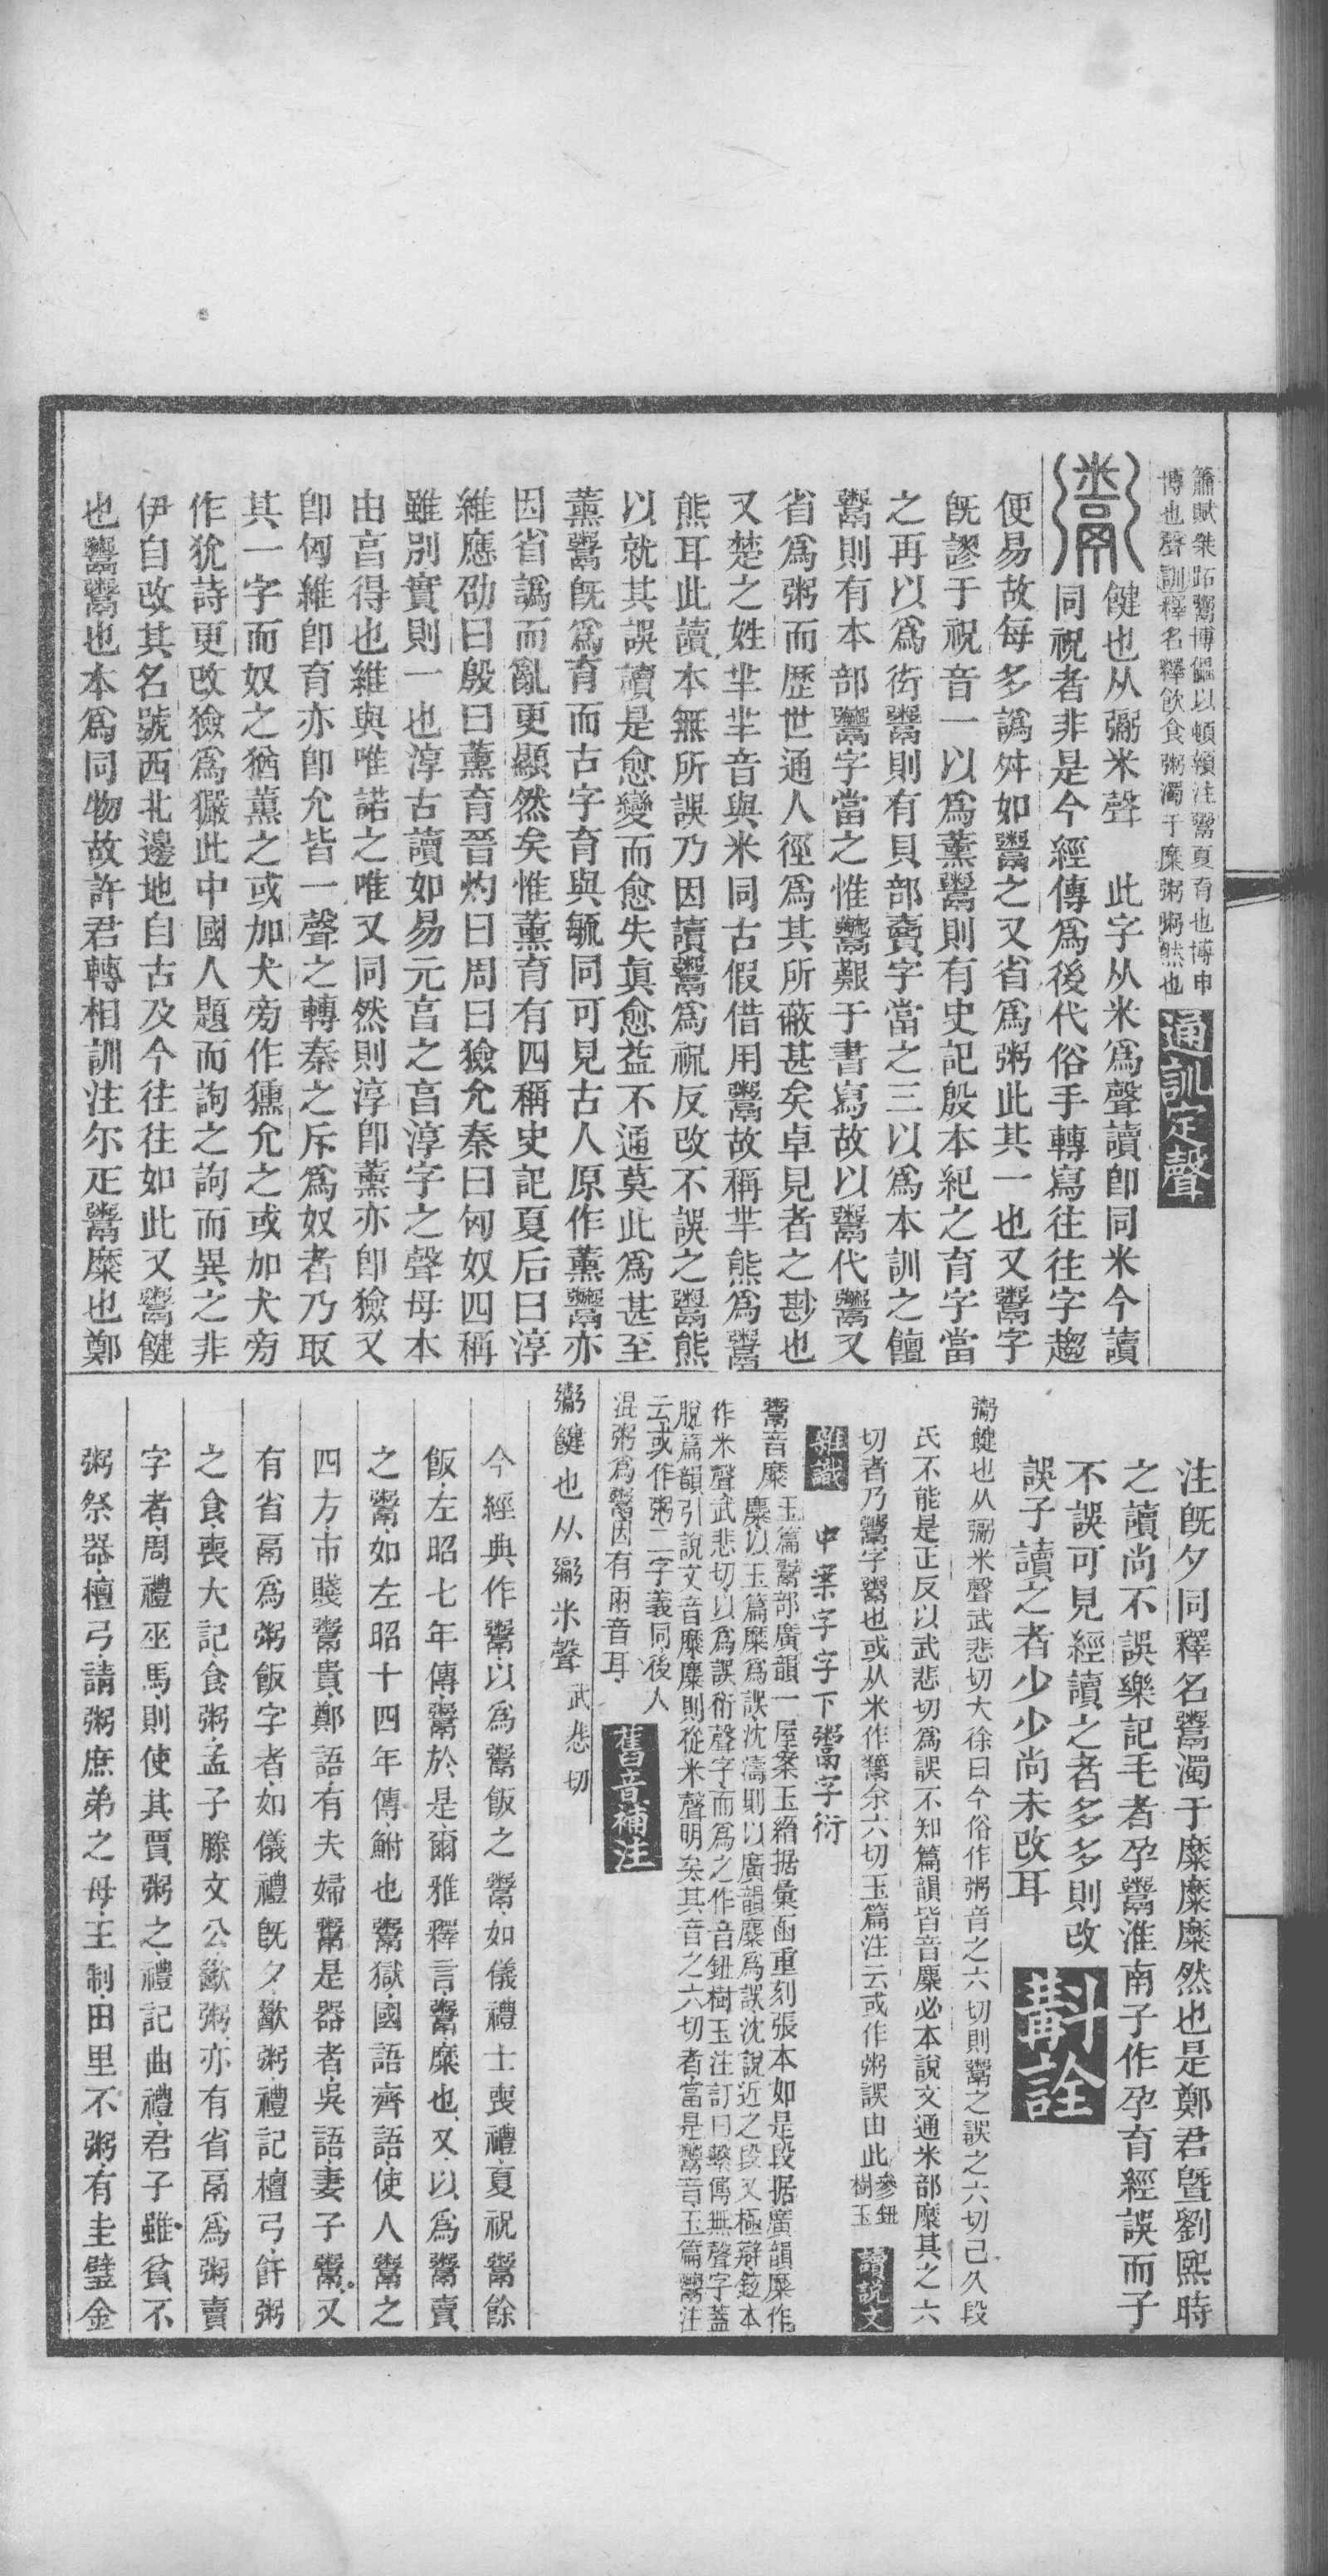 簫賦桀跖鬻博儡以頓顇注鬻夏育也博申
博也聲訓釋名釋飲食粥濁于糜粥粥然也
通訓定聲
鬻
䭈也从䰜米聲　此字从米爲聲讀卽同米今讀
同祝者非是今經傳爲後代俗手轉寫往往字趨
便易故每多譌舛如鬻之又省爲粥此其一也又鬻字
旣謬于祝音一以爲薰鬻則有史記殷本紀之育字當
之再以爲衒鬻則有貝部賣字當之三以爲本訓之饘
鬻則有本部鬻字當之惟鬻艱于書寫故以鬻代鬻又
省爲粥而歷世通人徑爲其所蔽甚矣卓見者之尠也
又楚之姓芈芈音與米同古假借用鬻故稱芈熊爲鬻
熊耳此讀本無所誤乃因讀鬻爲祝反改不誤之鬻熊
以就其誤讀是愈變而愈失眞愈益不通莫此爲甚至
薰鬻旣爲育而古字育與毓同可見古人原作薰鬻亦
因省譌而亂更顯然矣惟薰育有四稱史記夏后曰淳
維應劭曰殷曰薰育晉灼曰周曰獫允秦曰匈奴四稱
雖別實則一也淳古讀如易元亯之亯淳字之聲母本
由亯得也維與唯諾之唯又同然則淳卽薰亦卽獫又
卽匈維卽育亦卽允皆一聲之轉秦之斥爲奴者乃取
其一字而奴之猶薰之或加犬旁作獯允之或加犬旁
作狁詩更改獫爲玁此中國人題而詢之詢而異之非
伊自改其名號西北邊地自古及今往往如此又鬻䭈
也鬻鬻也本爲同物故許君轉相訓注尒疋鬻糜也鄭
注旣夕同釋名鬻濁于糜糜糜然也是鄭君曁劉熙時
之讀尚不誤樂記毛者孕鬻淮南子作孕育經誤而子
不誤可見經讀之者多多則改
誤子讀之者少少尚未改耳
斠詮
鬻䭈也从䰜米聲武悲切大徐曰今俗作粥音之六切則鬻之誤之六切已久段
氏不能是正反以武悲切爲誤不知篇韻皆音糜必本說文通米部糜其之六
切者乃鬻字鬻也或从米作鬻余六切玉篇注云或作粥誤由此
參鈕
樹玉
讀說文
雜識
中案字字下鬻字衍
鬻音糜
玉篇鬻部廣韻一屋案玉篇据彙函重刻張本如是段据廣韻糜作
糜以玉篇糜爲誤沈濤則以廣韻糜爲誤沈說近之段又極辯鉉本
作米聲武悲切以爲誤衍聲字而爲之作音鈕樹玉注訂曰繫傳無聲字蓋
脫篇韻引說文音糜糜則從米聲明矣其音之六切者當是鬻音玉篇鬻注
云或作粥二字義同後人
混粥爲鬻因有兩音耳
舊音補注
鬻䭈也从䰜米聲武悲切
今經典作鬻以爲鬻飯之鬻如儀禮士喪禮夏祝鬻餘
飯左昭七年傳鬻於是爾雅釋言鬻糜也又以爲鬻賣
之鬻如左昭十四年傳鮒也鬻獄國語齊語使人鬻之
四方市賤鬻貴鄭語有夫婦鬻是器者吳語妻子鬻又
有省鬲爲粥飯字者如儀禮旣夕歠粥禮記檀弓飦粥
之食喪大記食粥孟子滕文公歠粥亦有省鬲爲粥賣
字者周禮巫馬則使其賈粥之禮記曲禮君子雖貧不
粥祭器檀弓請粥庶弟之母王制田里不粥有圭璧金